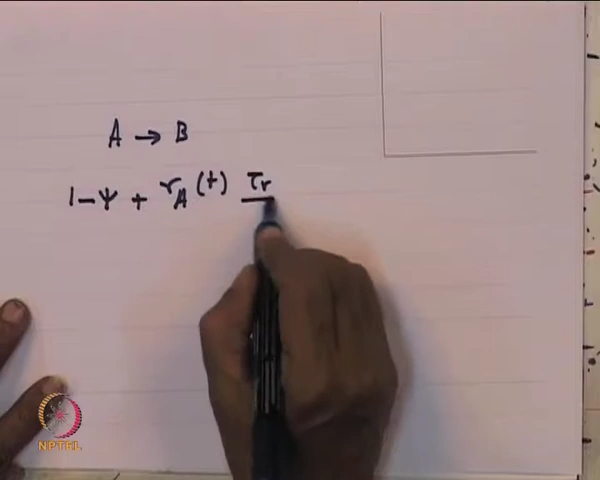 A → B
1 - Ψ + r_A (t) τ_r
NPTEL